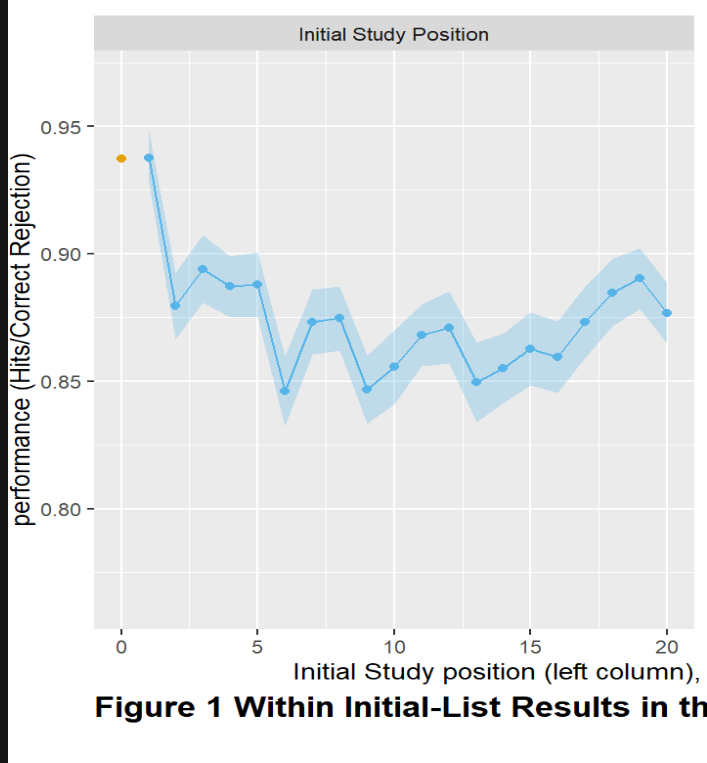 Initial Study Position
performance (Hits/Correct Rejection)
0.95
0.90
0.85
0.80
0 5 10 15 20
Initial Study position (left column),
Figure 1 Within Initial-List Results in th